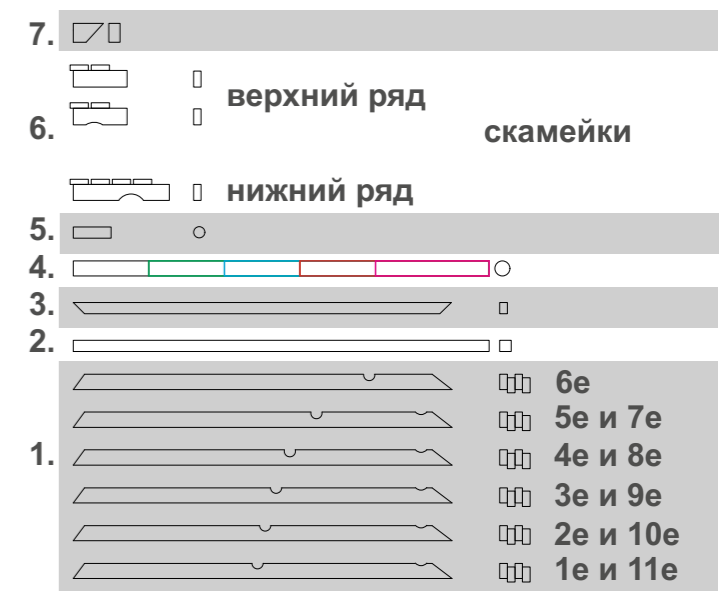 7.
верхний ряд
6.
скамейки
нижний ряд
5.
4.
3.
2.
6е
5е и 7е
1.
4е и 8е
3е и 9е
2е и 10е
1е и 11е